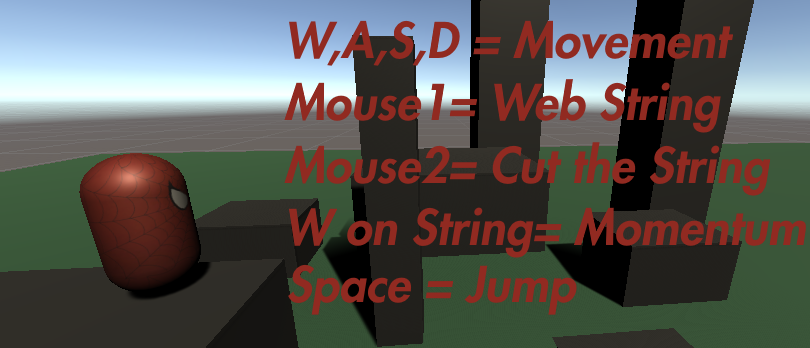 W,A,S,D = Movement
Mouse1= Web String
Mouse2= Cut the String
W on String= Momentum
Space = Jump